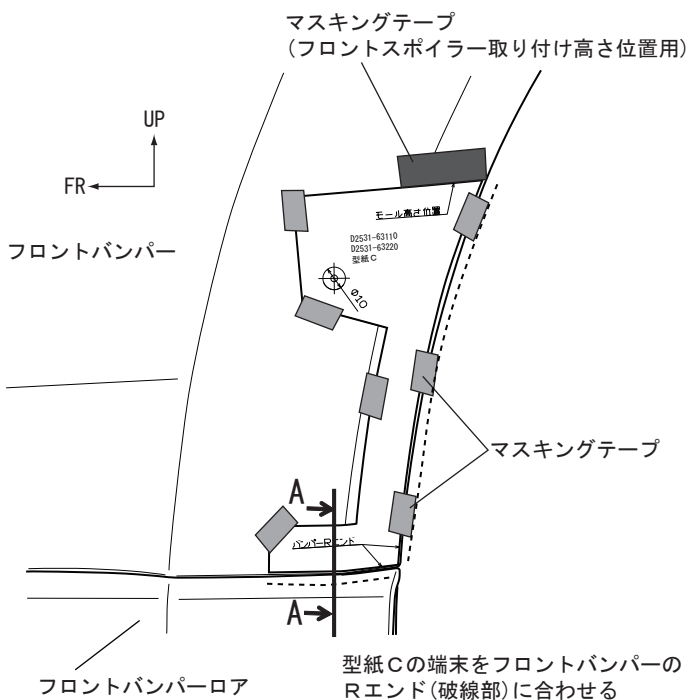 マスキングテープ
(フロントスポイラー取り付け高さ位置用)
UP
FR
モール高さ位置
フロントバンパー
D2531-63110
D2531-63220
型紙C
Φ10
マスキングテープ
A
バンパーRエンド
A
フロントバンパーロア
型紙Cの端末をフロントバンパーの
Rエンド(破線部)に合わせる